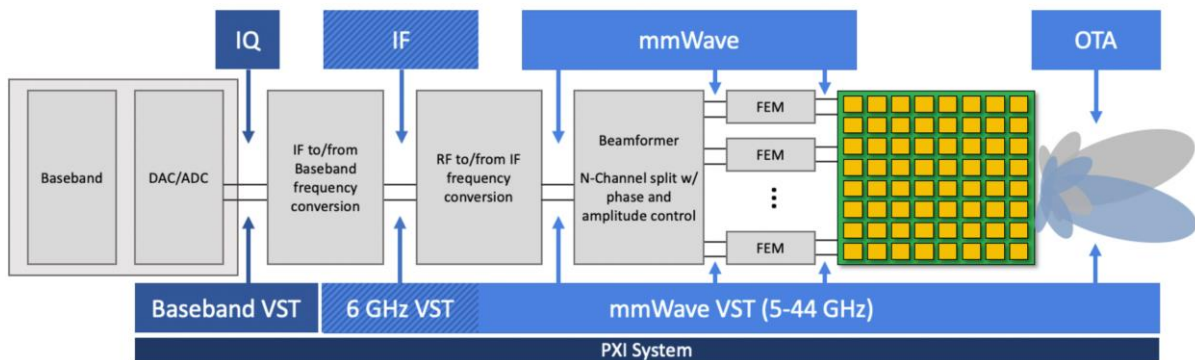 IQ
IF
mmWave
OTA
Baseband
DAC/ADC
IF to/from
Baseband
frequency
conversion
RF to/from IF
frequency
conversion
Beamformer
N-Channel split w/
phase and
amplitude control
FEM
FEM
FEM
Baseband VST
6 GHz VST
mmWave VST (5-44 GHz)
PXI System